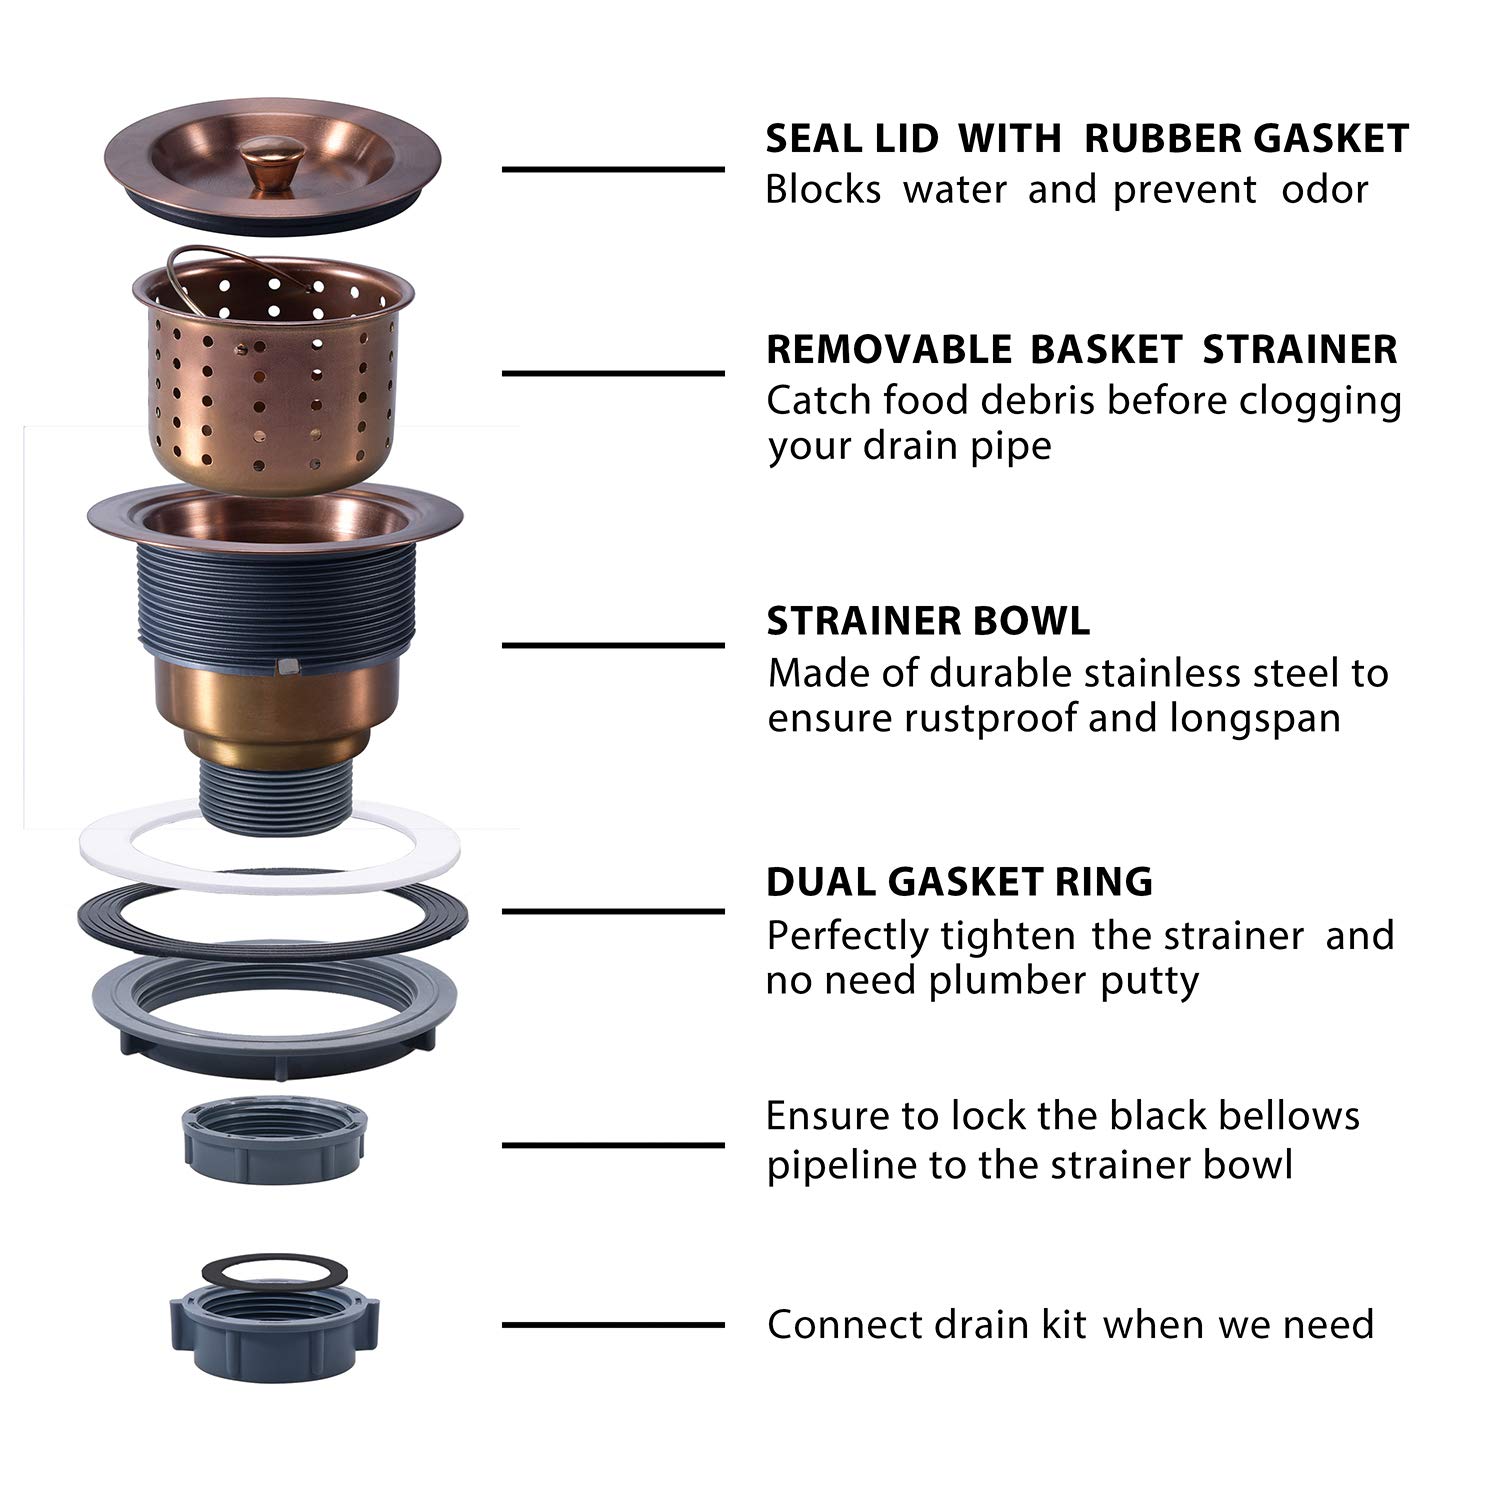 SEAL LID WITH RUBBER GASKET
Blocks water and prevent odor
REMOVABLE BASKET STRAINER
Catch food debris before clogging
your drain pipe
STRAINER BOWL
Made of durable stainless steel to
ensure rustproof and longspan
DUAL GASKET RING
Perfectly tighten the strainer and
no need plumber putty
Ensure to lock the black bellows
pipeline to the strainer bowl
Connect drain kit when we need